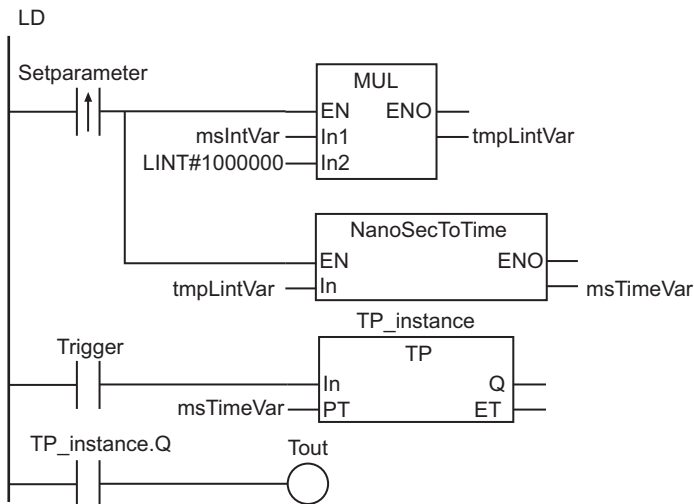 LD
Setparameter
MUL
EN ENO
msIntVar In1 tmpLintVar
LINT#1000000 In2
NanoSecToTime
EN ENO
tmpLintVar In msTimeVar
TP_instance
Trigger TP
In Q
msTimeVar PT ET
TP_instance.Q Tout